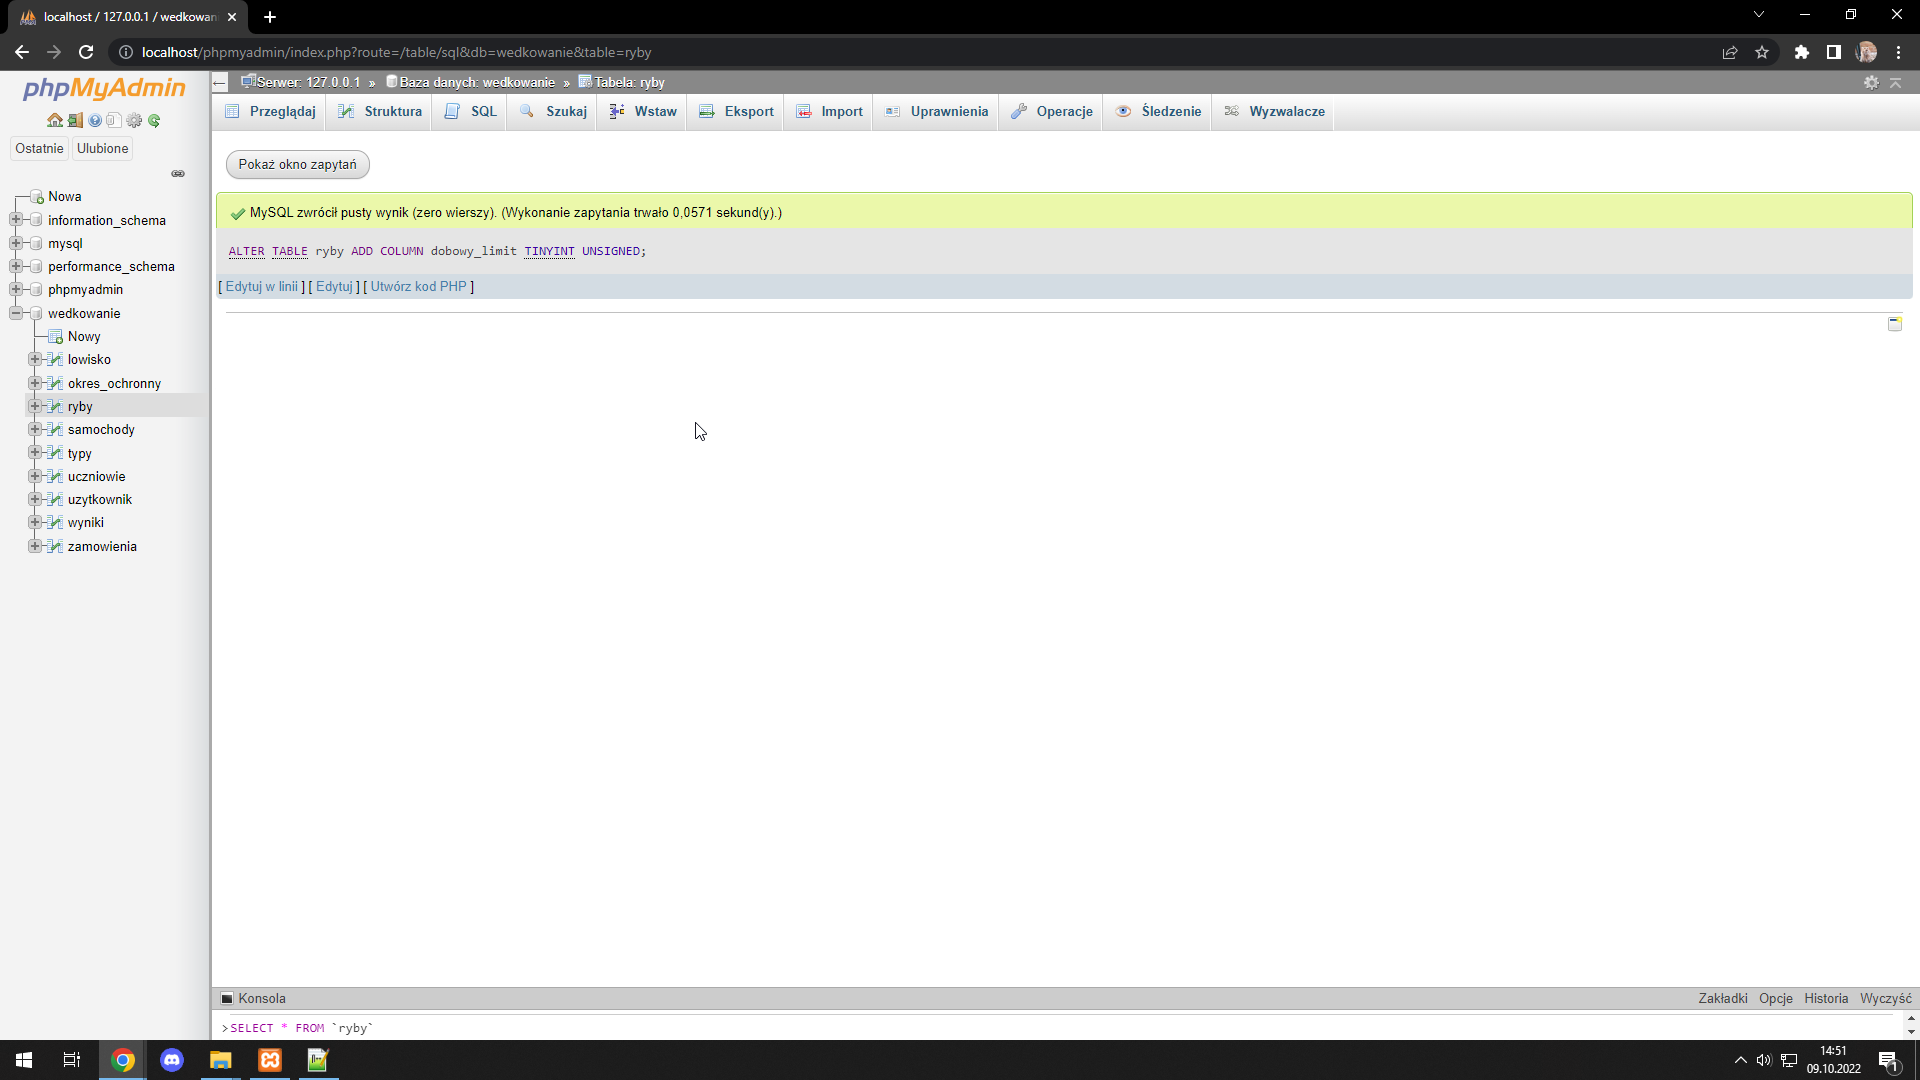 localhost / 127.0.0.1 / wedkowan
localhost/phpmyadmin/index.php?route=/table/sql&db=wedkowanie&table=ryby
phpMyAdmin
Serwer: 127.0.0.1 » Baza danych: wedkowanie » Tabela: ryby
Przeglądaj Struktura SQL Szukaj Wstaw Eksport Import Uprawnienia Operacje Śledzenie Wyzwalacze
Ostatnie Ulubione
Nowa
information_schema
mysql
performance_schema
phpmyadmin
wedkowanie
Nowy
lowisko
okres_ochronny
ryby
samochody
typy
uczniowie
uzytkownik
wyniki
zamowienia
Pokaż okno zapytań
MySQL zwrócił pusty wynik (zero wierszy). (Wykonanie zapytania trwało 0,0571 sekund(y).)
ALTER TABLE ryby ADD COLUMN dobowy_limit TINYINT UNSIGNED;
[ Edytuj w linii ] [ Edytuj ] [ Utwórz kod PHP ]
Konsola Zakładki Opcje Historia Wyczyść
>SELECT * FROM `ryby`
14:51
09.10.2022
1